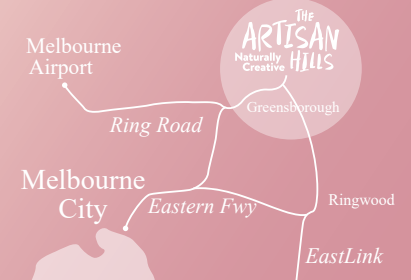 THE
ARTISAN
HILLS
Naturally
Creative
Melbourne
Airport
Greensborough
Ring Road
Melbourne
City
Eastern Fwy
Ringwood
EastLink